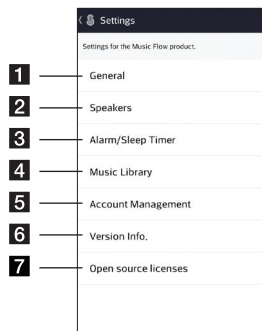 Settings
Settings for the Music Flow product.
1 General
2 Speakers
3 Alarm/Sleep Timer
4 Music Library
5 Account Management
6 Version Info.
7 Open source licenses